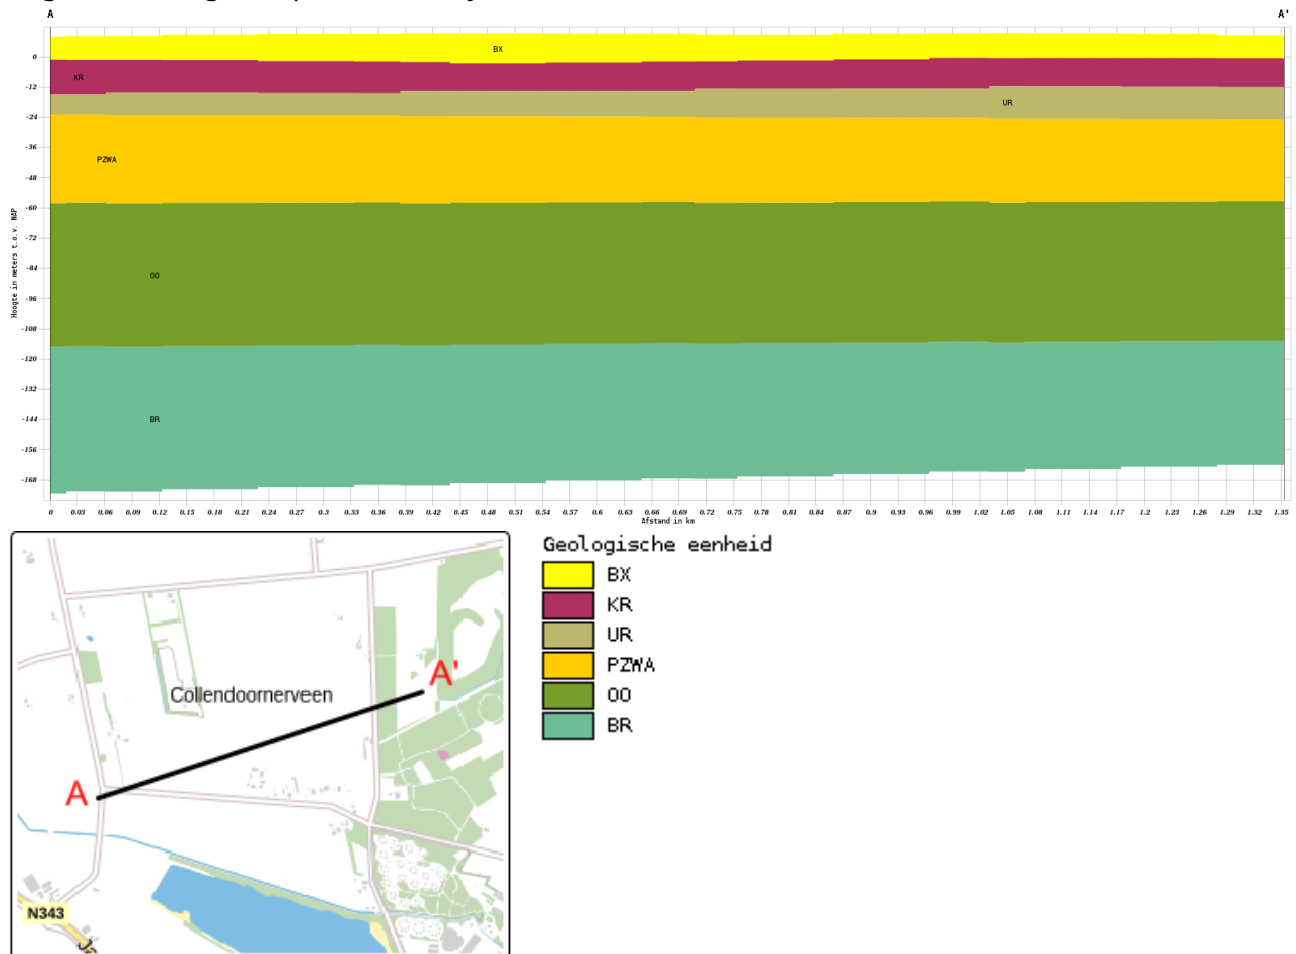 A A'
BX
KR
UR
PZWA
OO
BR
0
-12
-24
-36
-48
-60
-72
-84
-96
-108
-120
-132
-144
-156
-168
Hoogte in meters t.o.v. NAP
0 0.03 0.06 0.09 0.12 0.15 0.18 0.21 0.24 0.27 0.3 0.33 0.36 0.39 0.42 0.45 0.48 0.51 0.54 0.57 0.6 0.63 0.66 0.69 0.72 0.75 0.78 0.81 0.84 0.87 0.9 0.93 0.96 0.99 1.02 1.05 1.08 1.11 1.14 1.17 1.2 1.23 1.26 1.29 1.32 1.35
Afstand in km
A'
Collendoornerveen
A
N343
Geologische eenheid
BX
KR
UR
PZWA
OO
BR